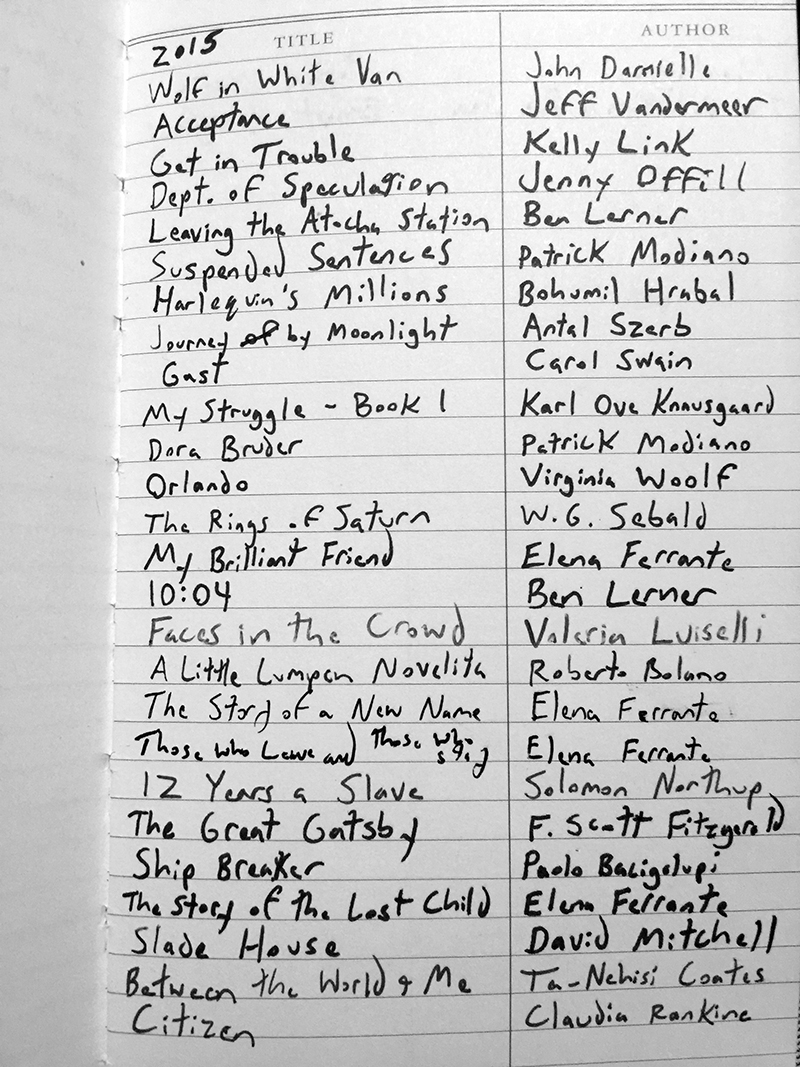 2015 TITLE AUTHOR
Wolf in White Van John Darnielle
Acceptance Jeff Vandermeer
Get in Trouble Kelly Link
Dept. of Speculation Jenny Offill
Leaving the Atocha Station Ben Lerner
Suspended Sentences Patrick Modiano
Harlequin's Millions Bohumil Hrabal
Journey of by Moonlight Antal Szerb
Gast Carol Swain
My Struggle - Book 1 Karl Ove Knausgaard
Dora Bruder Patrick Modiano
Orlando Virginia Woolf
The Rings of Saturn W.G. Sebald
My Brilliant Friend Elena Ferrante
10:04 Ben Lerner
Faces in the Crowd Valeria Luiselli
A Little Lumpen Novelita Roberto Bolano
The Story of a New Name Elena Ferrante
Those who Leave and Those who stay Elena Ferrante
12 Years a Slave Solomon Northup
The Great Gatsby F. Scott Fitzgerald
Ship Breaker Paolo Bacigalupi
The Story of the Lost Child Elena Ferrante
Slade House David Mitchell
Between the World & Me Ta-Nehisi Coates
Citizen Claudia Rankine